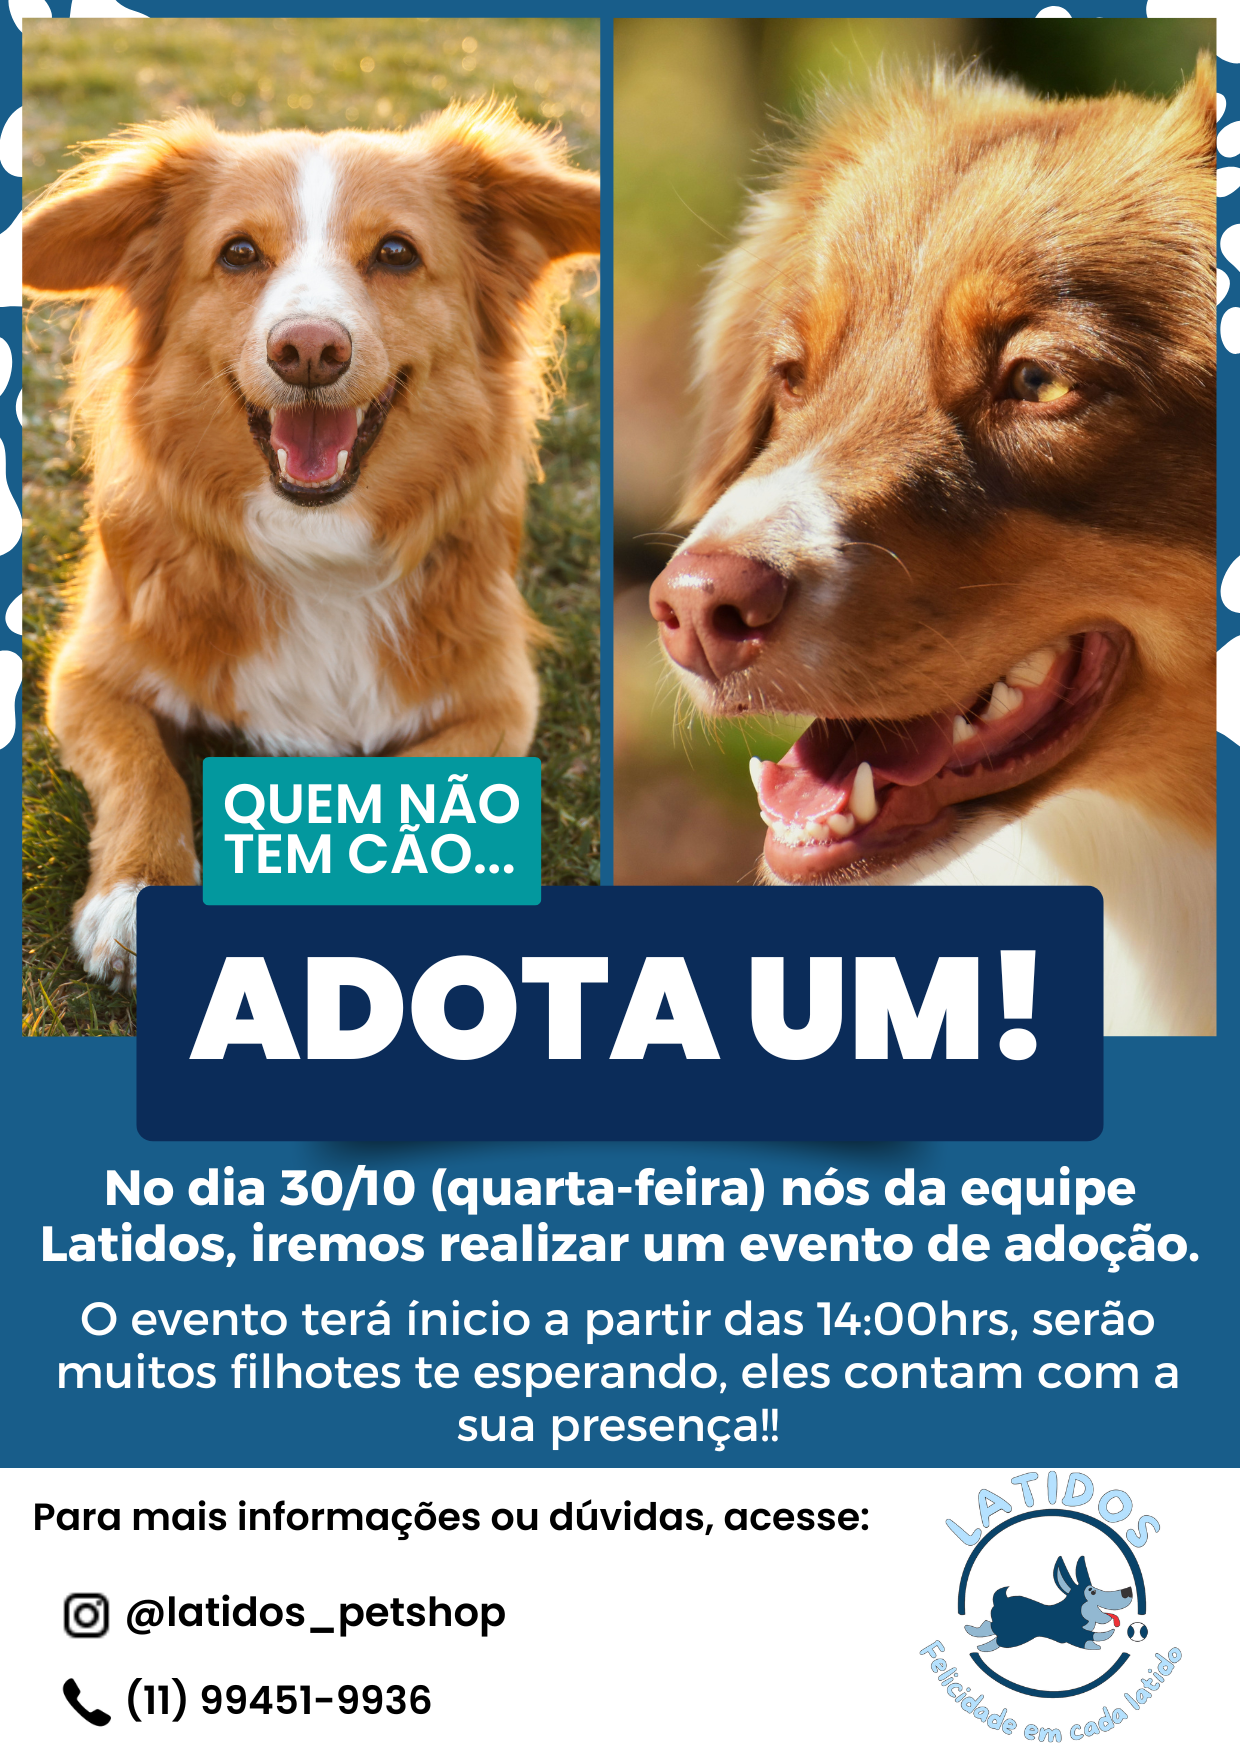 QUEM NÃO
TEM CÃO...
ADOTA UM!
No dia 30/10 (quarta-feira) nós da equipe
Latidos, iremos realizar um evento de adoção.
O evento terá ínicio a partir das 14:00hrs, serão
muitos filhotes te esperando, eles contam com a
sua presença!!
Para mais informações ou dúvidas, acesse:
@latidos_petshop
(11) 99451-9936
LATIDOS
Felicidade em cada latido